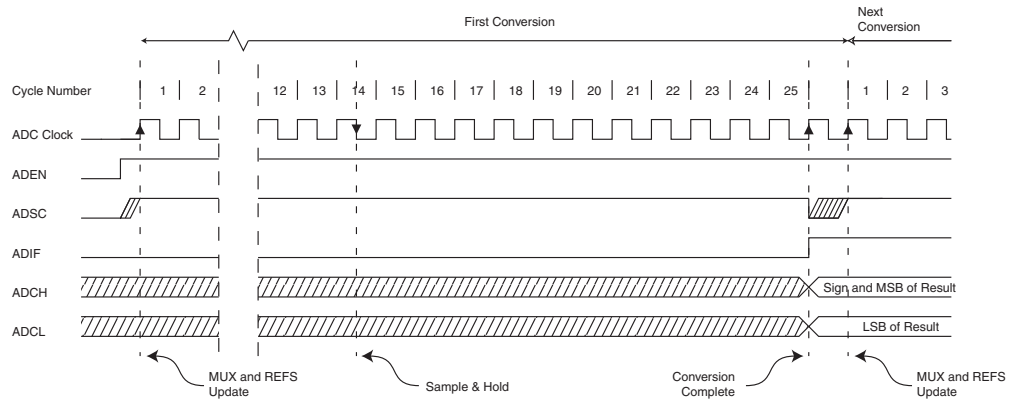 First Conversion
Next
Conversion
Cycle Number 1 2 12 13 14 15 16 17 18 19 20 21 22 23 24 25 1 2 3
ADC Clock
ADEN
ADSC
ADIF
ADCH Sign and MSB of Result
ADCL LSB of Result
MUX and REFS
Update
Sample & Hold
Conversion
Complete
MUX and REFS
Update